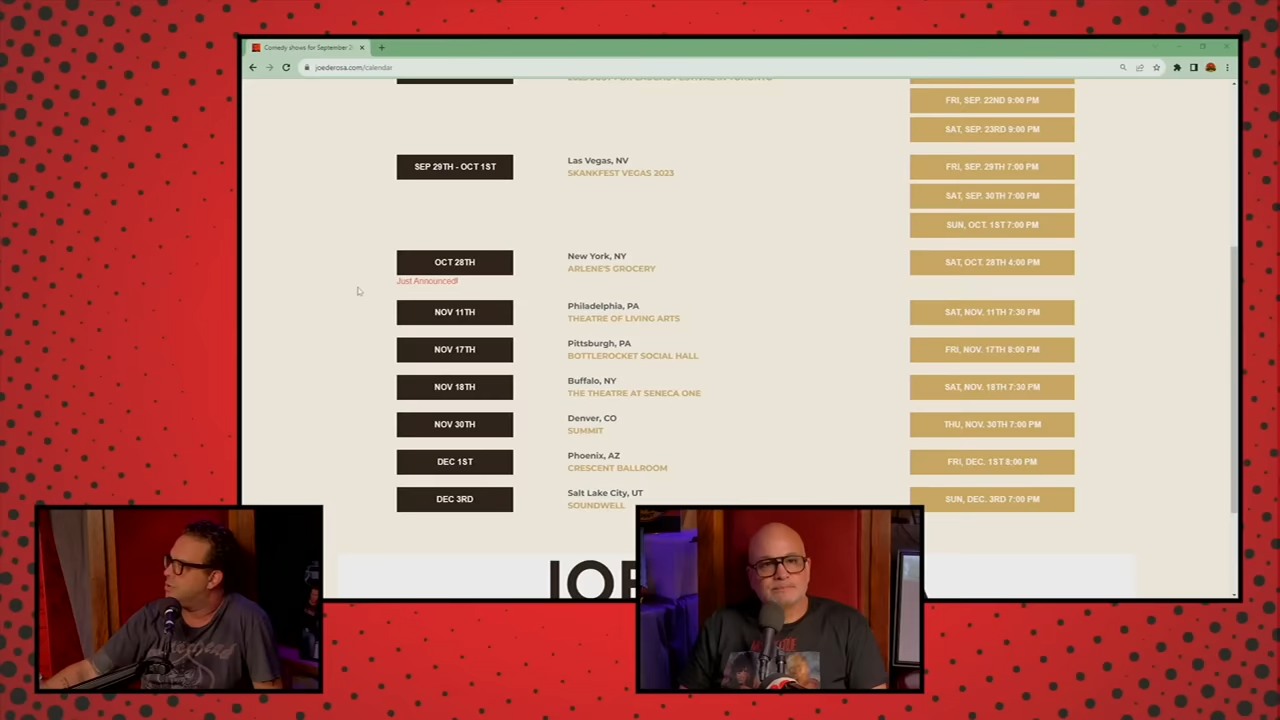 Comedy shows for September 2
joederosa.com/calendar
FRI, SEP. 22ND 9:00 PM
SAT, SEP. 23RD 9:00 PM
SEP 29TH - OCT 1ST
Las Vegas, NV
SKANKFEST VEGAS 2023
FRI, SEP. 29TH 7:00 PM
SAT, SEP. 30TH 7:00 PM
SUN, OCT. 1ST 7:00 PM
OCT 28TH
Just Announced!
New York, NY
ARLENE'S GROCERY
SAT, OCT. 28TH 4:00 PM
NOV 11TH
Philadelphia, PA
THEATRE OF LIVING ARTS
SAT, NOV. 11TH 7:30 PM
NOV 17TH
Pittsburgh, PA
BOTTLEROCKET SOCIAL HALL
FRI, NOV. 17TH 8:00 PM
NOV 18TH
Buffalo, NY
THE THEATRE AT SENECA ONE
SAT, NOV. 18TH 7:30 PM
NOV 30TH
Denver, CO
SUMMIT
THU, NOV. 30TH 7:00 PM
DEC 1ST
Phoenix, AZ
CRESCENT BALLROOM
FRI, DEC. 1ST 8:00 PM
DEC 3RD
Salt Lake City, UT
SOUNDWELL
SUN, DEC. 3RD 7:00 PM
JOE